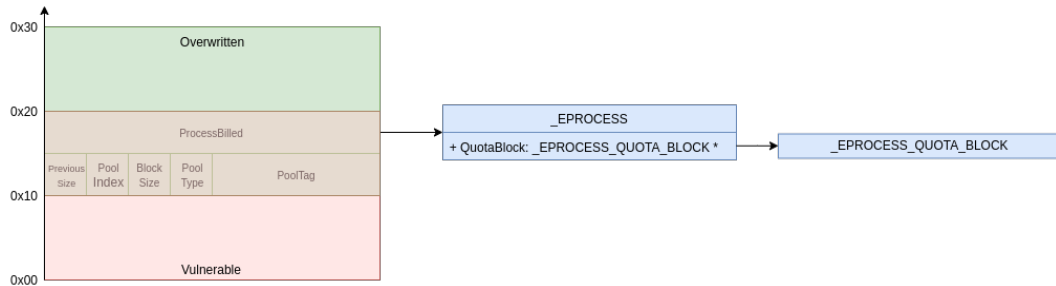 0x30
Overwritten
0x20
ProcessBilled
Previous Size
Pool Index
Block Size
Pool Type
PoolTag
0x10
Vulnerable
0x00
_EPROCESS
+ QuotaBlock: _EPROCESS_QUOTA_BLOCK *
_EPROCESS_QUOTA_BLOCK